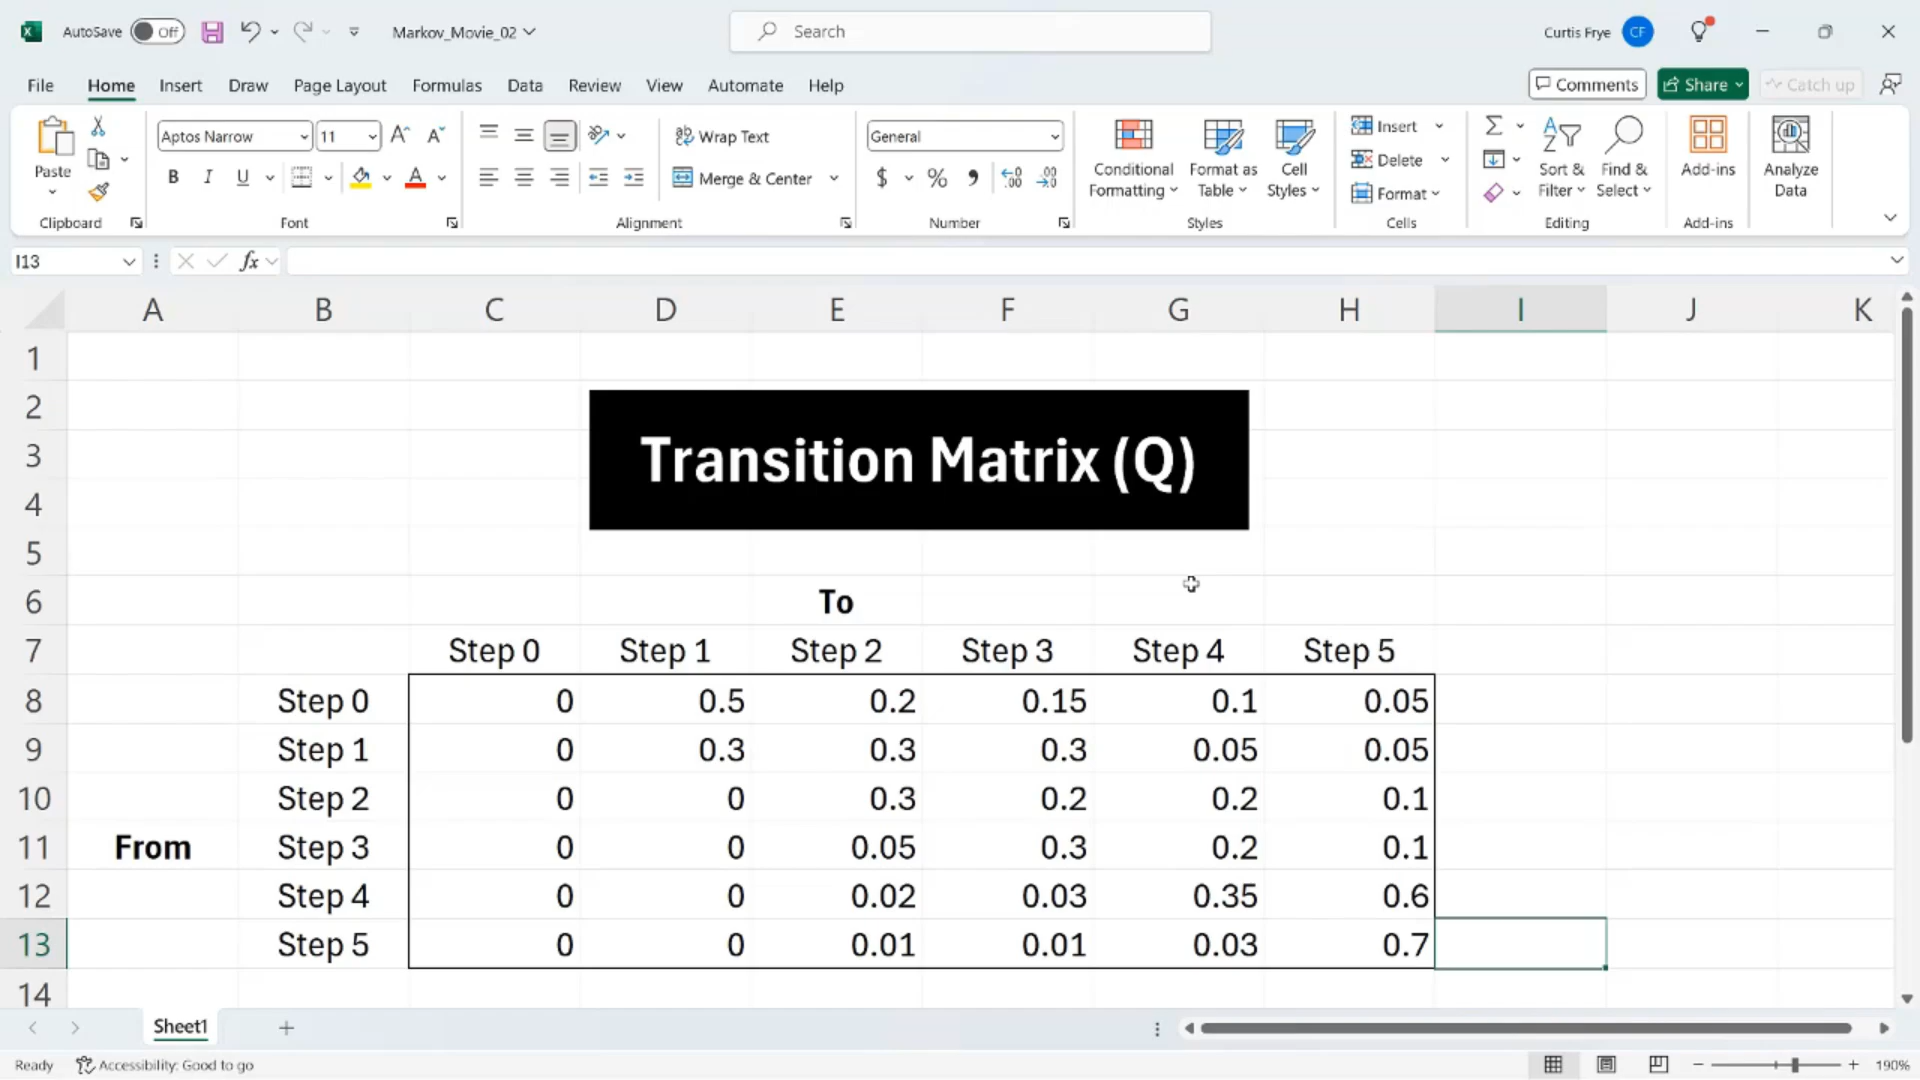 AutoSave Off Markov_Movie_02 Search Curtis Frye CF
File Home Insert Draw Page Layout Formulas Data Review View Automate Help Comments Share Catch up
Aptos Narrow 11 Wrap Text General Insert
Paste B I U Merge & Center $ % Conditional Formatting Format as Table Cell Styles Delete Sort & Filter Find & Select Add-ins Analyze Data
Format
Clipboard Font Alignment Number Styles Cells Editing Add-ins
I13 fx
A B C D E F G H I J K
1
2
3 Transition Matrix (Q)
4
5
6 To
7 Step 0 Step 1 Step 2 Step 3 Step 4 Step 5
8 Step 0 0 0.5 0.2 0.15 0.1 0.05
9 Step 1 0 0.3 0.3 0.3 0.05 0.05
10 Step 2 0 0 0.3 0.2 0.2 0.1
11 From Step 3 0 0 0.05 0.3 0.2 0.1
12 Step 4 0 0 0.02 0.03 0.35 0.6
13 Step 5 0 0 0.01 0.01 0.03 0.7
14
Sheet1
Ready Accessibility: Good to go 190%